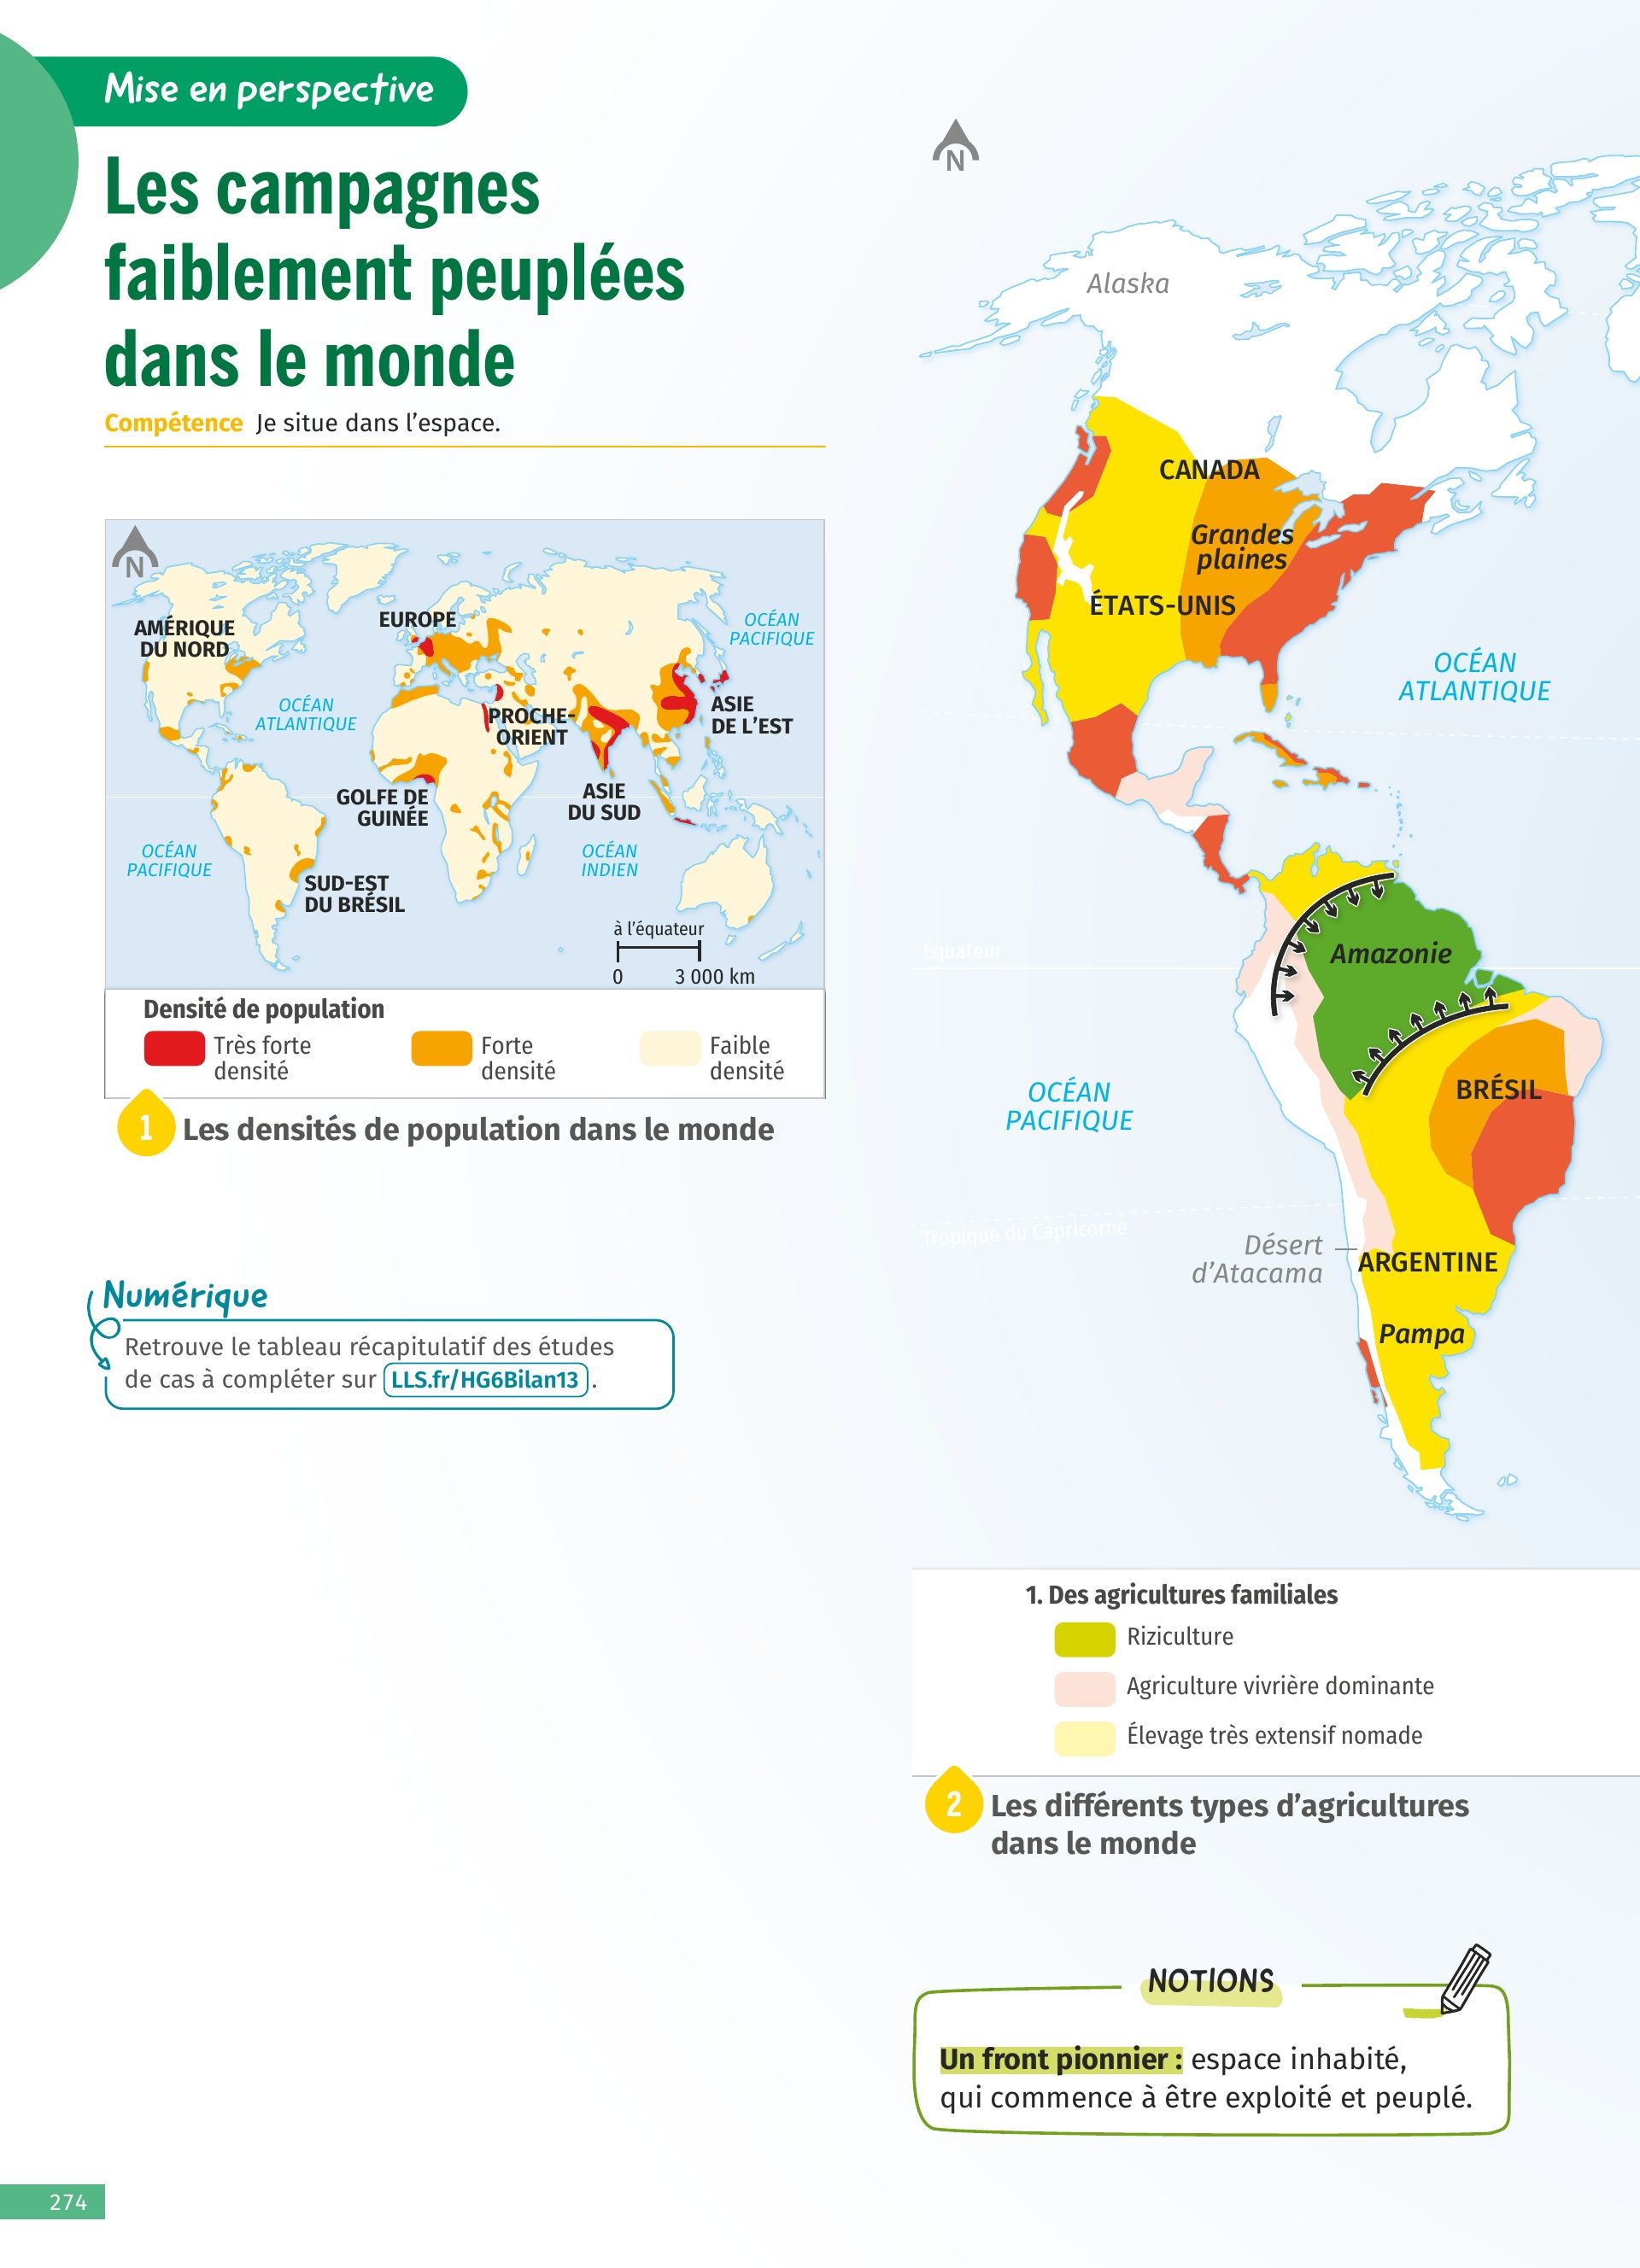 Mise en perspective
Les campagnes
faiblement peuplées
dans le monde
Compétence Je situe dans l'espace.
N
AMÉRIQUE
DU NORD
EUROPE
OCÉAN
PACIFIQUE
OCÉAN
ATLANTIQUE
PROCHE-
ORIENT
ASIE
DE L'EST
GOLFE DE
GUINÉE
ASIE
DU SUD
OCÉAN
PACIFIQUE
OCÉAN
INDIEN
SUD-EST
DU BRÉSIL
à l'équateur
0 3 000 km
Densité de population
Très forte
densité
Forte
densité
Faible
densité
1 Les densités de population dans le monde
Numérique
Retrouve le tableau récapitulatif des études
de cas à compléter sur LLS.fr/HG6Bilan13 .
N
Alaska
CANADA
Grandes
plaines
ÉTATS-UNIS
OCÉAN
ATLANTIQUE
Équateur
Amazonie
BRÉSIL
OCÉAN
PACIFIQUE
Tropique du Capricorne
Désert
d'Atacama
ARGENTINE
Pampa
1. Des agricultures familiales
Riziculture
Agriculture vivrière dominante
Élevage très extensif nomade
2 Les différents types d'agricultures
dans le monde
NOTIONS
Un front pionnier : espace inhabité,
qui commence à être exploité et peuplé.
274